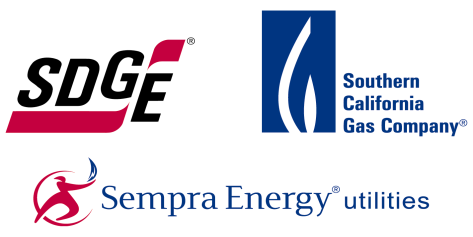 SDGE®
Southern
California
Gas Company®
Sempra Energy® utilities